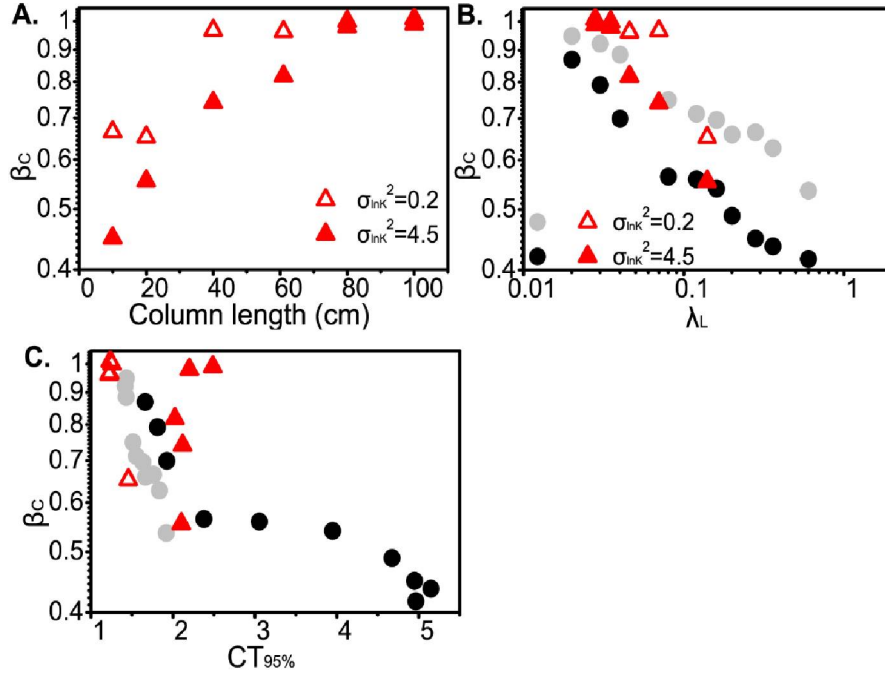 A.
1
0.9
0.8
0.7
0.6
0.5
0.4
βc
0 20 40 60 80 100
Column length (cm)
σlnK²=0.2
σlnK²=4.5
B.
1
0.9
0.8
0.7
0.6
0.5
0.4
βc
0.01 0.1 1
λL
σlnK²=0.2
σlnK²=4.5
C.
1
0.9
0.8
0.7
0.6
0.5
0.4
βc
1 2 3 4 5
CT95%